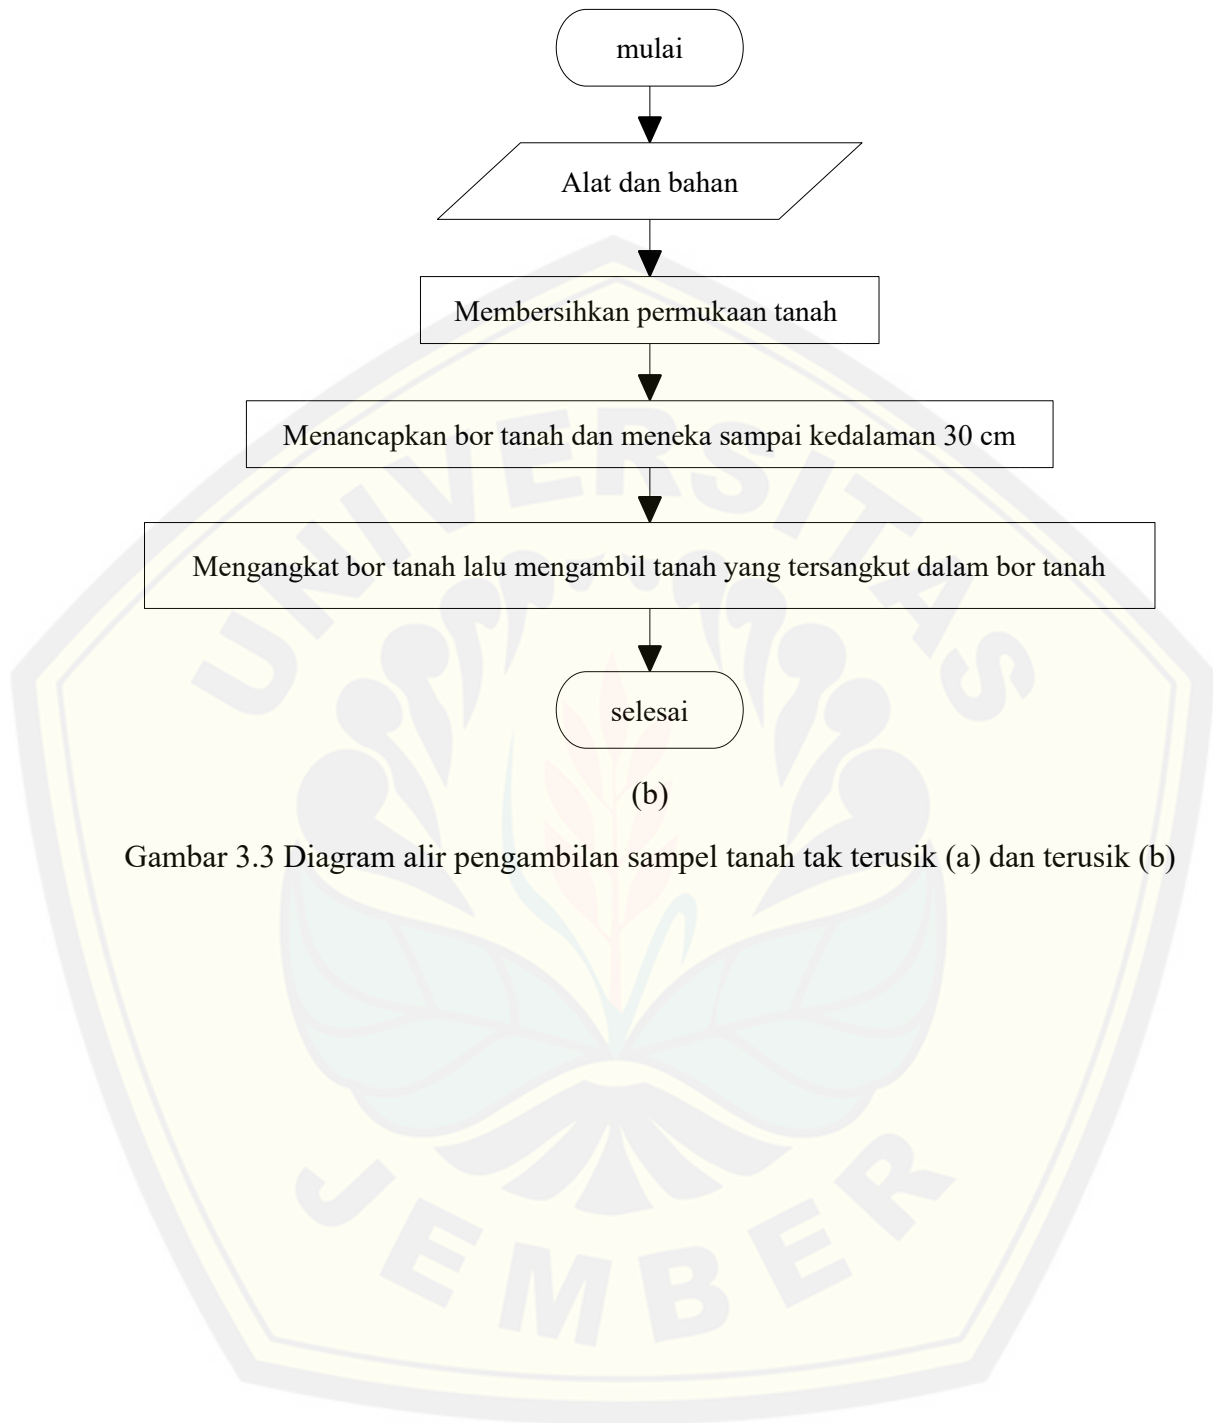 mulai
Alat dan bahan
Membersihkan permukaan tanah
Menancapkan bor tanah dan meneka sampai kedalaman 30 cm
Mengangkat bor tanah lalu mengambil tanah yang tersangkut dalam bor tanah
selesai
(b)
Gambar 3.3 Diagram alir pengambilan sampel tanah tak terusik (a) dan terusik (b)
UNIVERSITAS
JEMBER